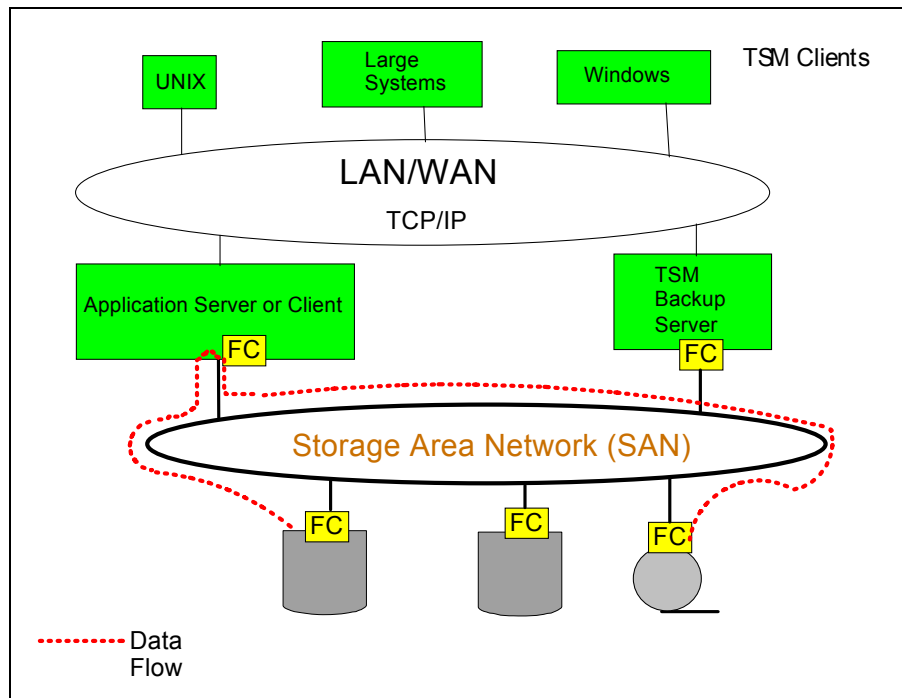 UNIX
Large
Systems
Windows
TSM Clients
LAN/WAN
TCP/IP
Application Server or Client
FC
TSM
Backup
Server
FC
Storage Area Network (SAN)
FC
FC
FC
Data
Flow